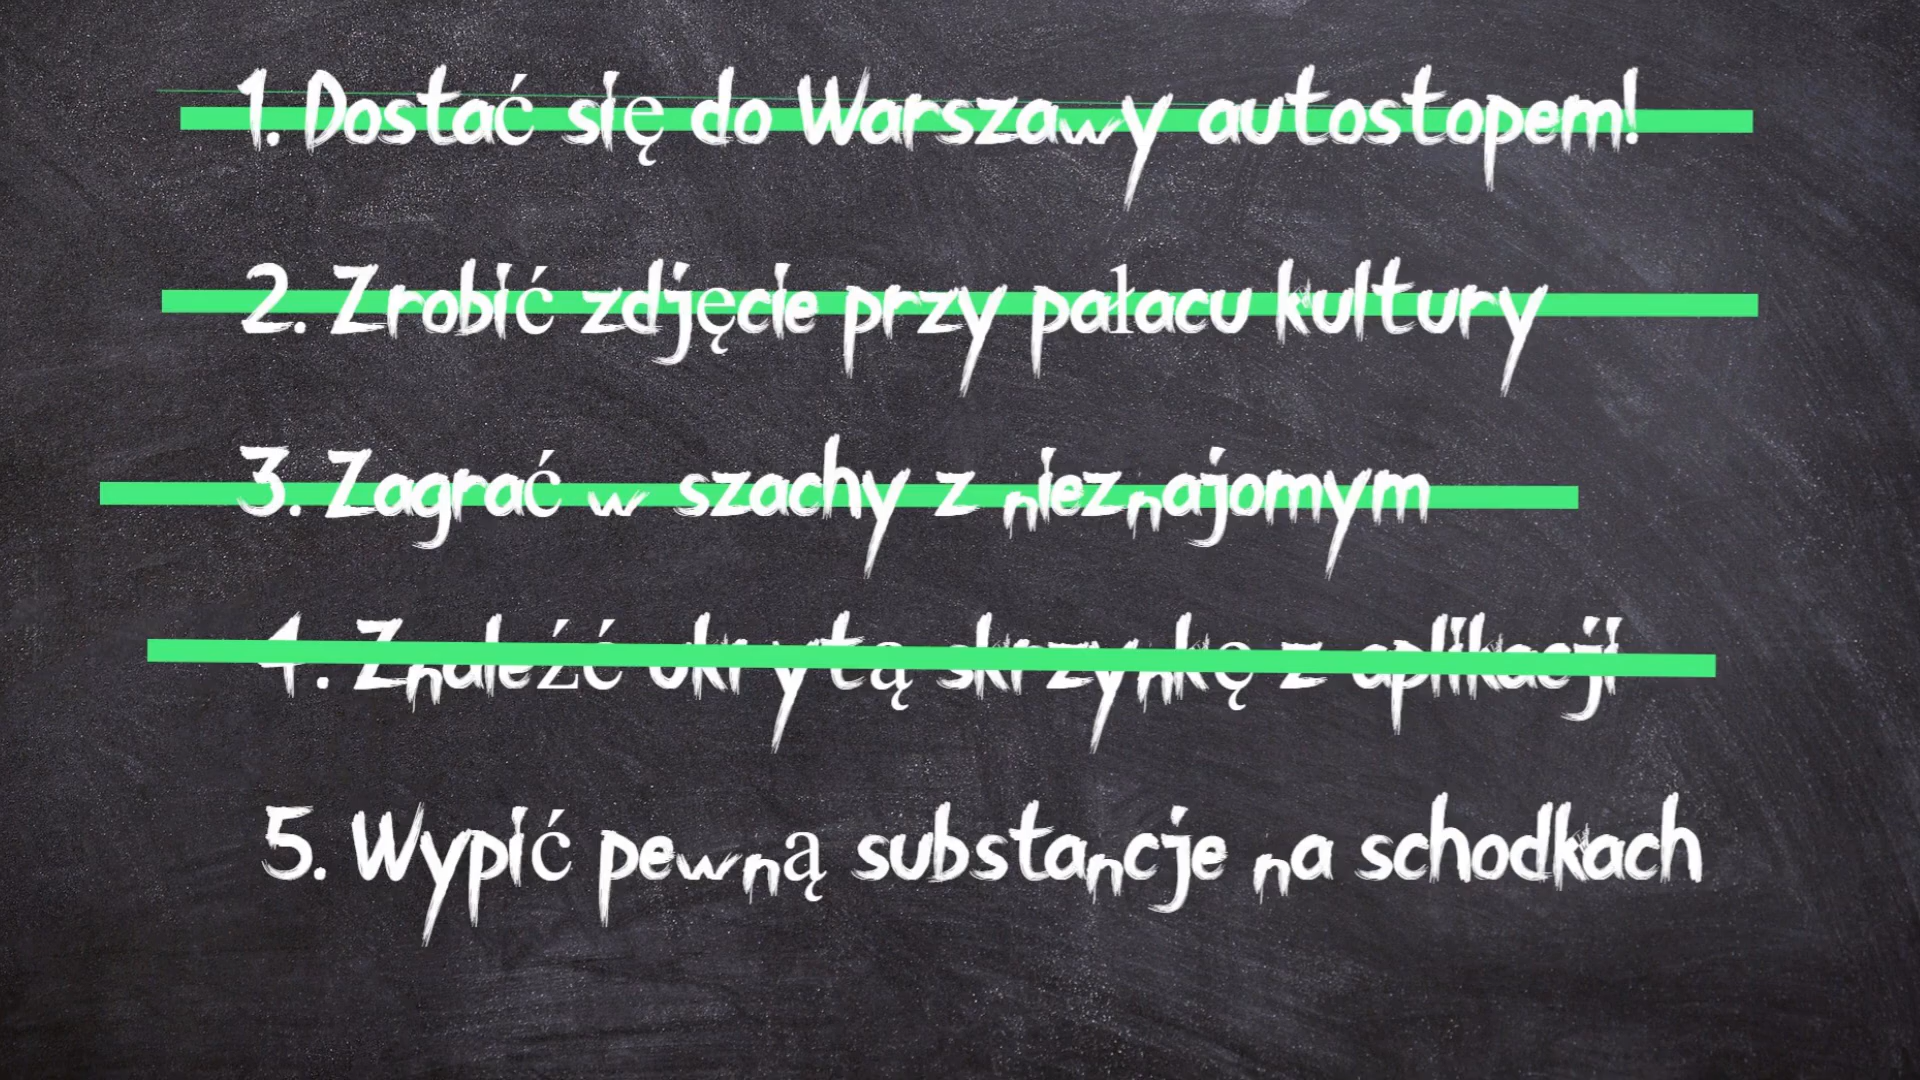 1. Dostać się do Warszawy autostopem!
2. Zrobić zdjęcie przy pałacu kultury
3. Zagrać w szachy z nieznajomym
4. Znaleźć ukrytą skrzynkę z aplikacji
5. Wypić pewną substancje na schodkach